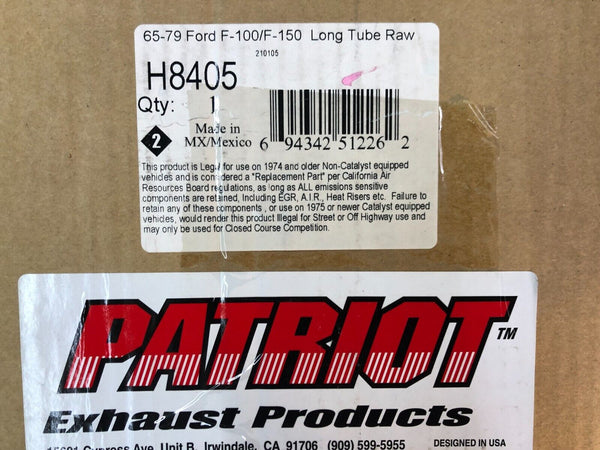 65-79 Ford F-100/F-150 Long Tube Raw
210105
H8405
Qty: 1
2
Made in
MX/Mexico
6 94342 51226 2
This product is Legal for use on 1974 and older Non-Catalyst equipped
vehicles and is considered a "Replacement Part" per California Air
Resources Board regulations, as long as ALL emissions sensitive
components are retained, Including EGR, A.I.R., Heat Risers etc. Failure to
retain any of these components , or use on 1975 or newer Catalyst equipped
vehicles, would render this product Illegal for Street or Off Highway use and
may only be used for Closed Course Competition.
PATRIOT TM
Exhaust Products
Cypress Ave. Unit B, Irwindale, CA 91706 (909) 599-5955
DESIGNED IN USA